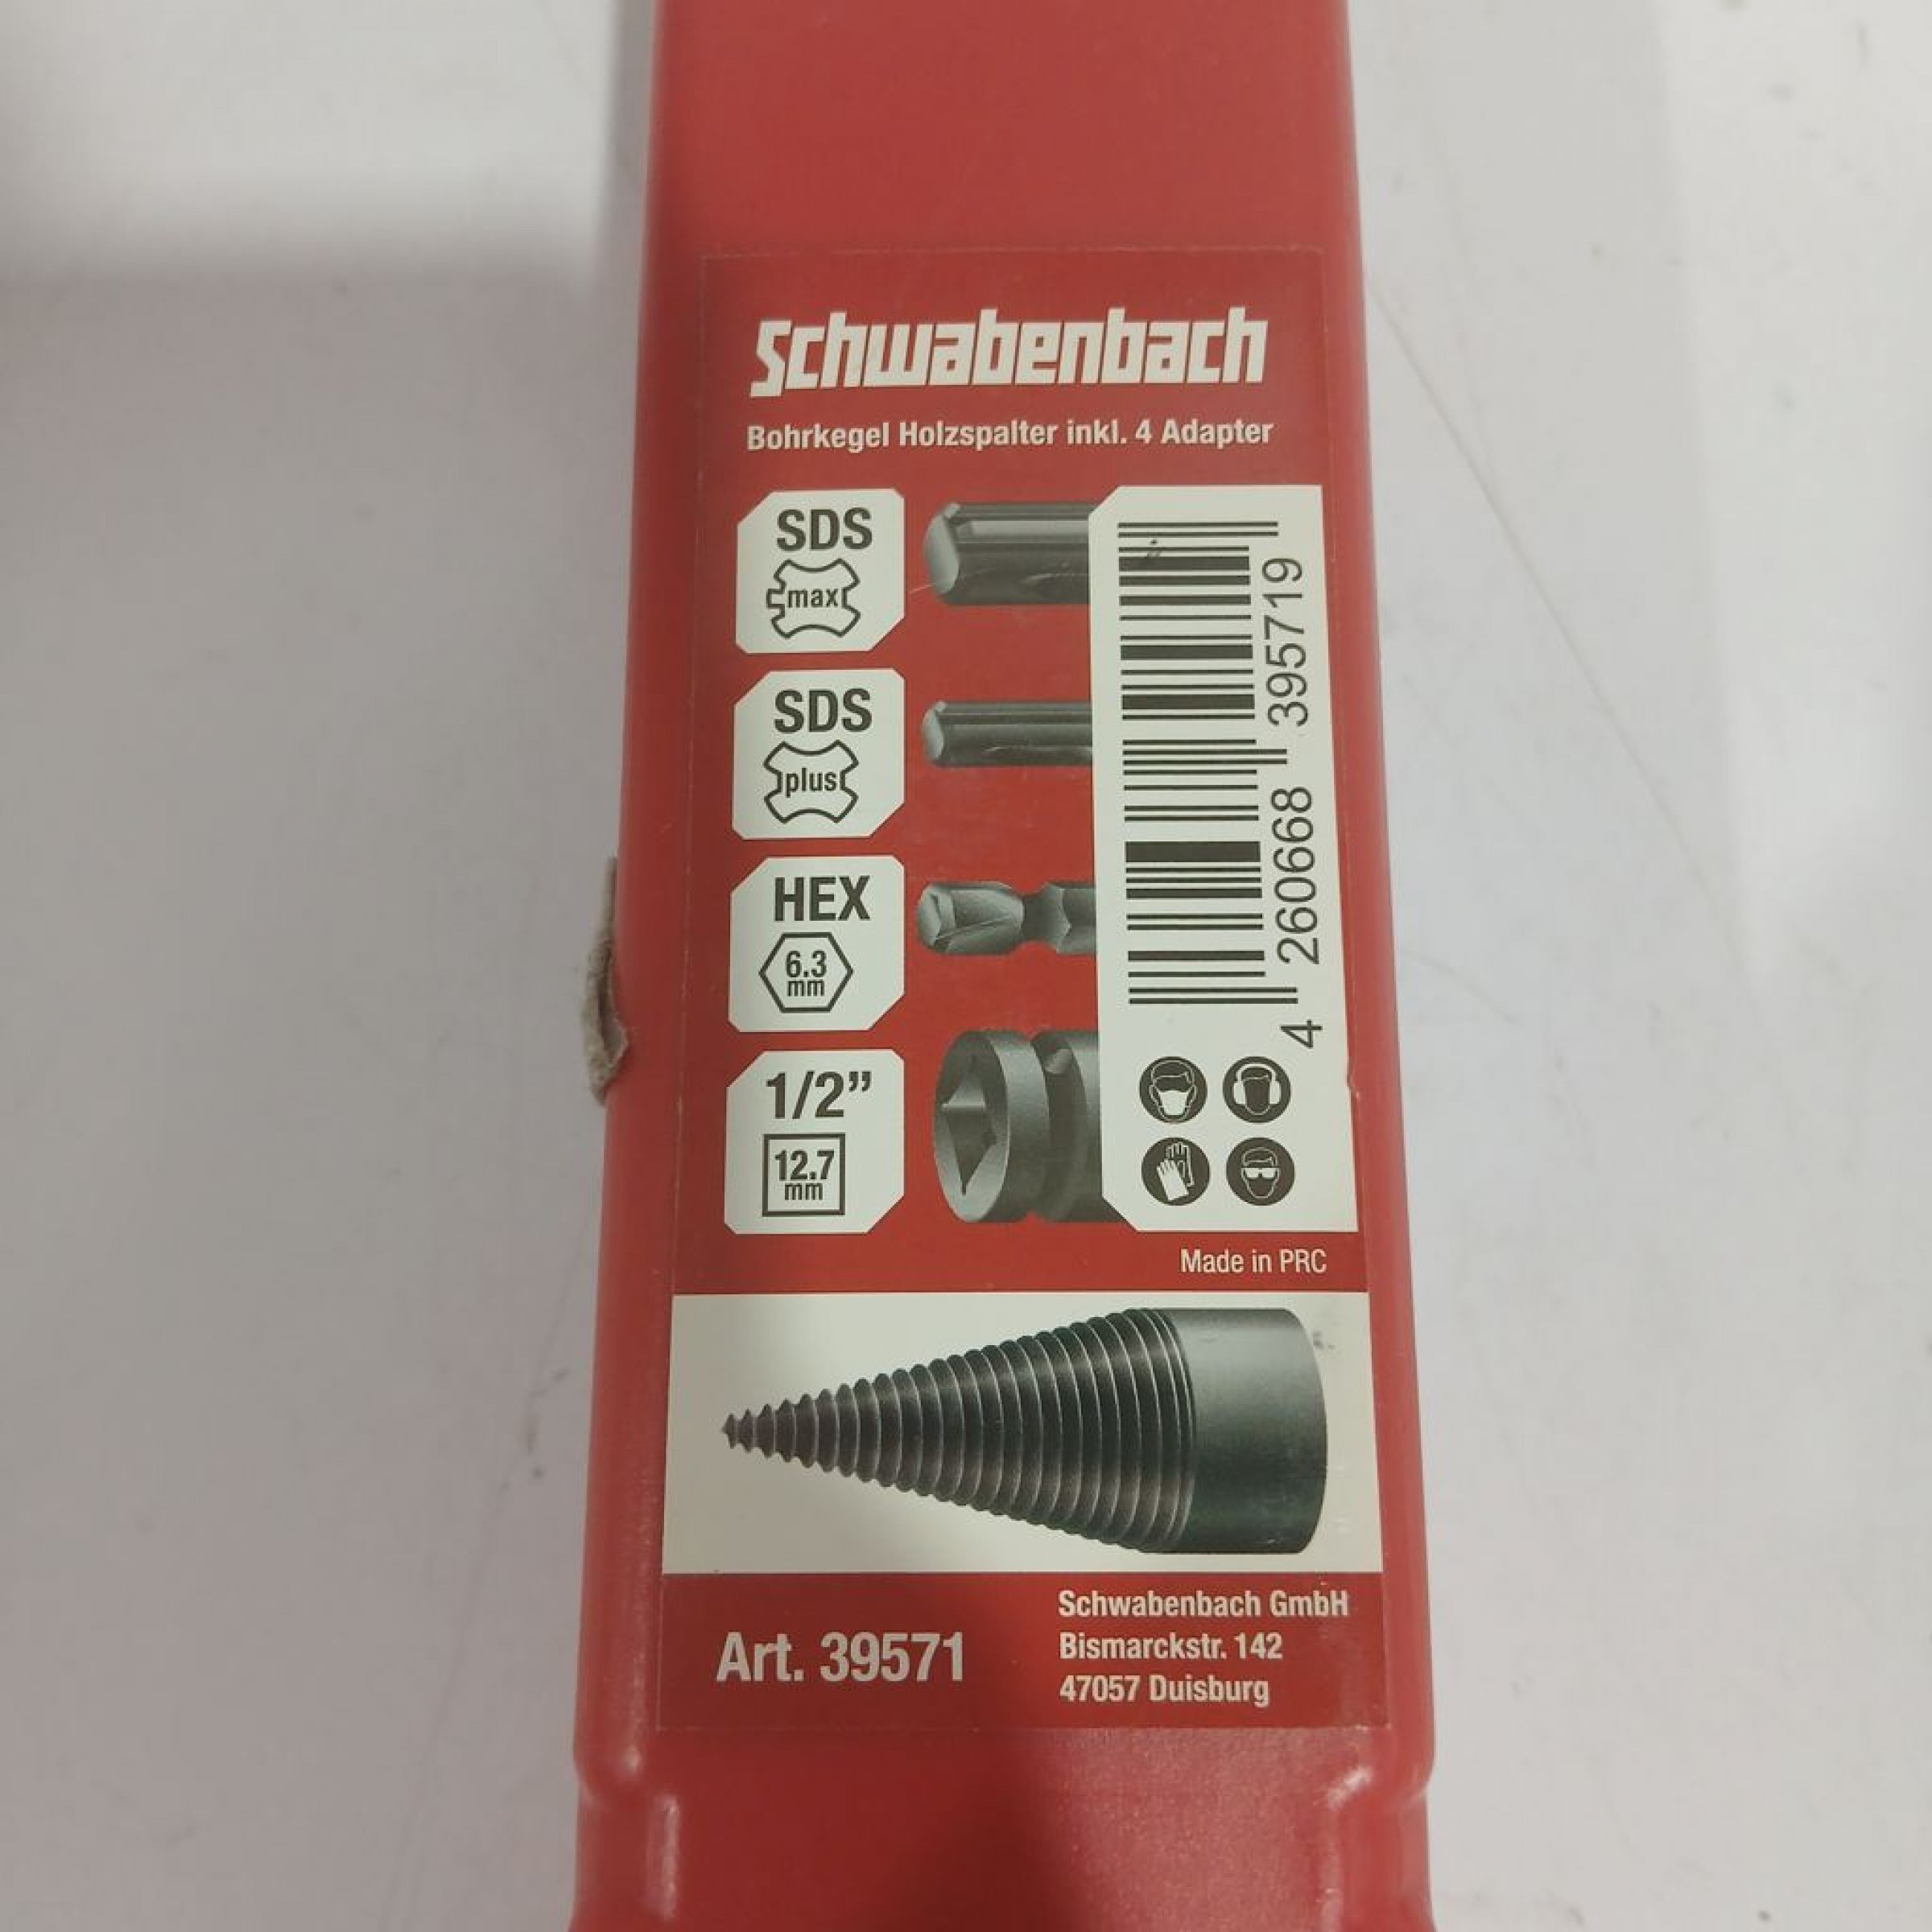 Schwabenbach
Bohrkegel Holzspalter inkl. 4 Adapter
SDS
max
SDS
plus
HEX
6.3
mm
1/2”
12.7
mm
4 260668 395719
Made in PRC
Art. 39571
Schwabenbach GmbH
Bismarckstr. 142
47057 Duisburg